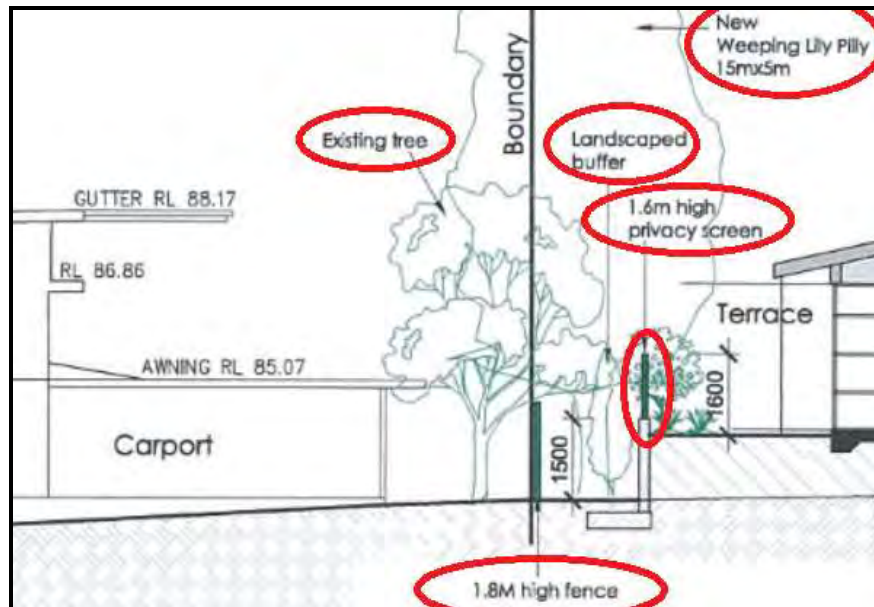 New
Weeping Lily Pilly
15mx5m
Boundary
Existing tree
Landscaped
buffer
GUTTER RL 88.17
1.6m high
privacy screen
RL 86.86
Terrace
AWNING RL 85.07
1600
Carport
1500
1.8M high fence